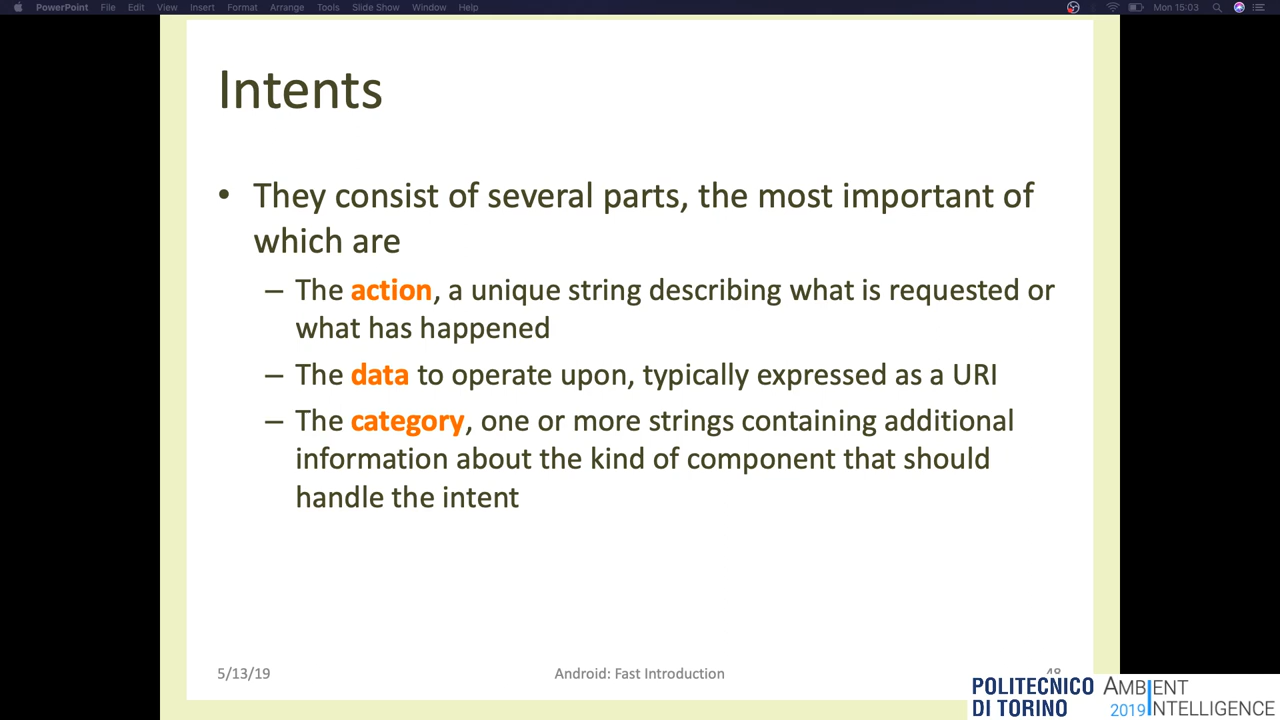 PowerPoint File Edit View Insert Format Arrange Tools Slide Show Window Help Mon 15:03
Intents
• They consist of several parts, the most important of
which are
– The action, a unique string describing what is requested or
what has happened
– The data to operate upon, typically expressed as a URI
– The category, one or more strings containing additional
information about the kind of component that should
handle the intent
5/13/19 Android: Fast Introduction 48
POLITECNICO
DI TORINO
AMBIENT
2019 INTELLIGENCE